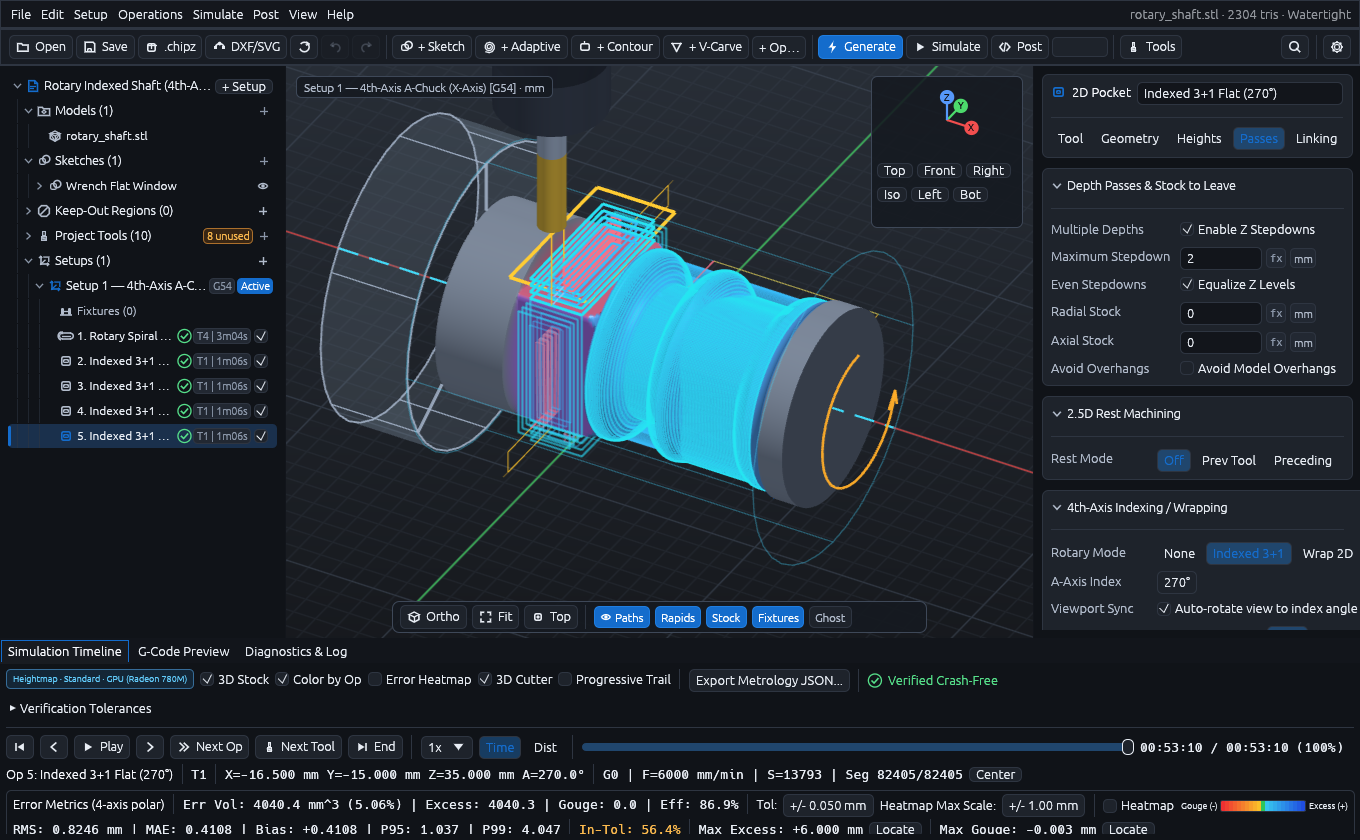 File Edit Setup Operations Simulate Post View Help
rotary_shaft.stl · 2304 tris · Watertight
Open Save .chipz DXF/SVG + Sketch + Adaptive + Contour + V-Carve + Op… Generate Simulate Post Tools
Rotary Indexed Shaft (4th-A… + Setup
Models (1) +
rotary_shaft.stl
Sketches (1) +
Wrench Flat Window
Keep-Out Regions (0) +
Project Tools (10) 8 unused +
Setups (1) +
Setup 1 — 4th-Axis A-C… G54 Active
Fixtures (0)
1. Rotary Spiral … T4 | 3m04s
2. Indexed 3+1 … T1 | 1m06s
3. Indexed 3+1 … T1 | 1m06s
4. Indexed 3+1 … T1 | 1m06s
5. Indexed 3+1 … T1 | 1m06s
Setup 1 — 4th-Axis A-Chuck (X-Axis) [G54] · mm
Z
Y
X
Top Front Right
Iso Left Bot
Ortho Fit Top Paths Rapids Stock Fixtures Ghost
2D Pocket Indexed 3+1 Flat (270°)
Tool Geometry Heights Passes Linking
Depth Passes & Stock to Leave
Multiple Depths Enable Z Stepdowns
Maximum Stepdown 2 fx mm
Even Stepdowns Equalize Z Levels
Radial Stock 0 fx mm
Axial Stock 0 fx mm
Avoid Overhangs Avoid Model Overhangs
2.5D Rest Machining
Rest Mode Off Prev Tool Preceding
4th-Axis Indexing / Wrapping
Rotary Mode None Indexed 3+1 Wrap 2D
A-Axis Index 270°
Viewport Sync Auto-rotate view to index angle
Simulation Timeline G-Code Preview Diagnostics & Log
Heightmap · Standard · GPU (Radeon 780M) 3D Stock Color by Op Error Heatmap 3D Cutter Progressive Trail Export Metrology JSON... Verified Crash-Free
Verification Tolerances
Play Next Op Next Tool End 1x Time Dist 00:53:10 / 00:53:10 (100%)
Op 5: Indexed 3+1 Flat (270°) T1 X=-16.500 mm Y=-15.000 mm Z=35.000 mm A=270.0° G0 | F=6000 mm/min | S=13793 | Seg 82405/82405 Center
Error Metrics (4-axis polar) Err Vol: 4040.4 mm^3 (5.06%) | Excess: 4040.3 | Gouge: 0.0 | Eff: 86.9% Tol: +/- 0.050 mm Heatmap Max Scale: +/- 1.00 mm Heatmap Gouge (-) Excess (+)
RMS: 0.8246 mm | MAE: 0.4108 | Bias: +0.4108 | P95: 1.037 | P99: 4.047 In-Tol: 56.4% Max Excess: +6.000 mm Locate Max Gouge: -0.003 mm Locate